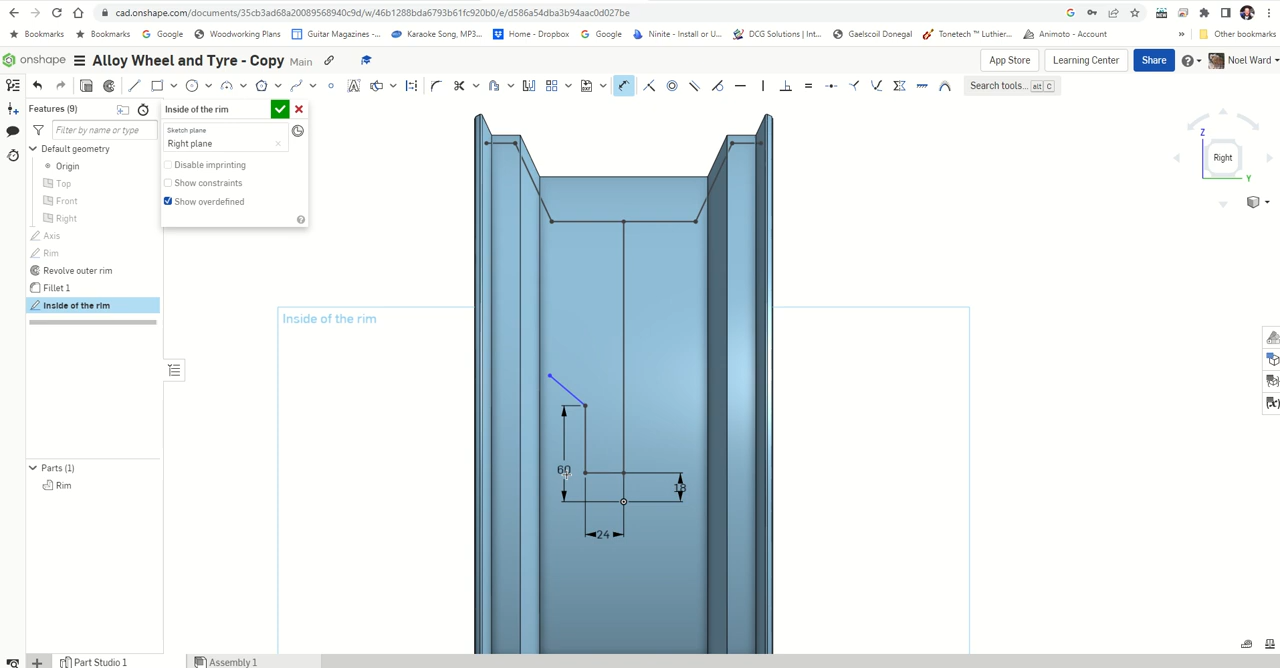 cad.onshape.com/documents/35cb3ad68a20089568940c9d/w/46b1288bda6793b61fc920b0/e/d586a54dba3b94aac0d027be
Bookmarks Bookmarks Google Woodworking Plans Guitar Magazines -... Karaoke Song, MP3... Home - Dropbox Google Ninite - Install or U... DCG Solutions | Int... Gaelscoil Donegal Tonetech ™ Luthier... Animoto - Account » Other bookmarks
onshape Alloy Wheel and Tyre - Copy Main App Store Learning Center Share Noel Ward
Search tools... alt C
Features (9)
Filter by name or type
Default geometry
Origin
Top
Front
Right
Axis
Rim
Revolve outer rim
Fillet 1
Inside of the rim
Parts (1)
Rim
Inside of the rim
Sketch plane
Right plane
Disable imprinting
Show constraints
Show overdefined
Inside of the rim
60
18
24
Z
Right
Y
Part Studio 1 Assembly 1